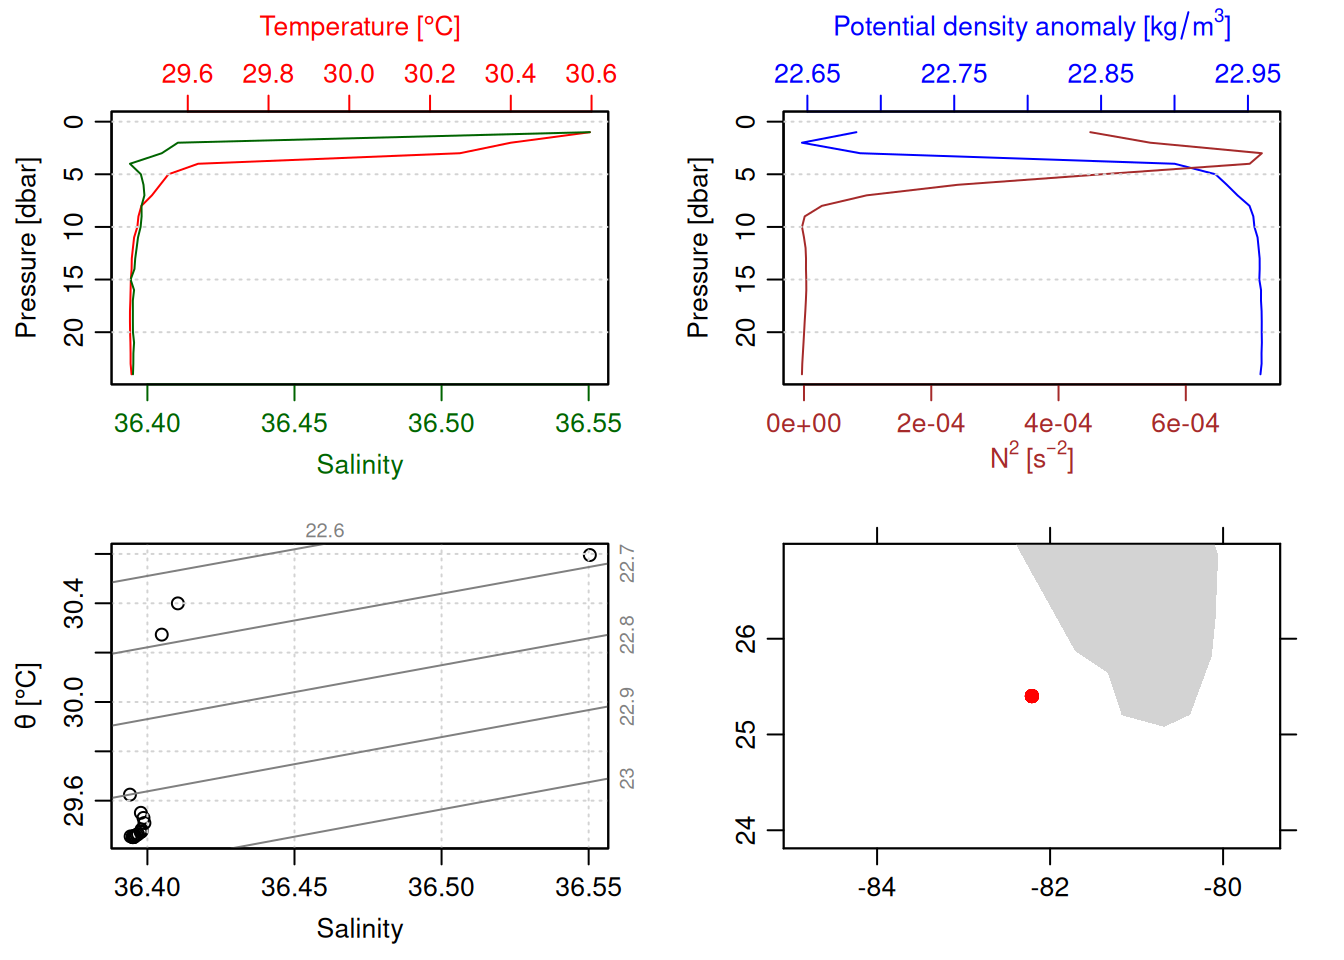 Temperature [°C]
29.6 29.8 30.0 30.2 30.4 30.6
Pressure [dbar]
0
5
10
15
20
36.40 36.45 36.50 36.55
Salinity
Potential density anomaly [kg/m³]
22.65 22.75 22.85 22.95
Pressure [dbar]
0
5
10
15
20
0e+00 2e-04 4e-04 6e-04
N² [s⁻²]
22.6
22.7
22.8
22.9
23
θ [°C]
30.4
30.0
29.6
36.40 36.45 36.50 36.55
Salinity
26
25
24
-84 -82 -80